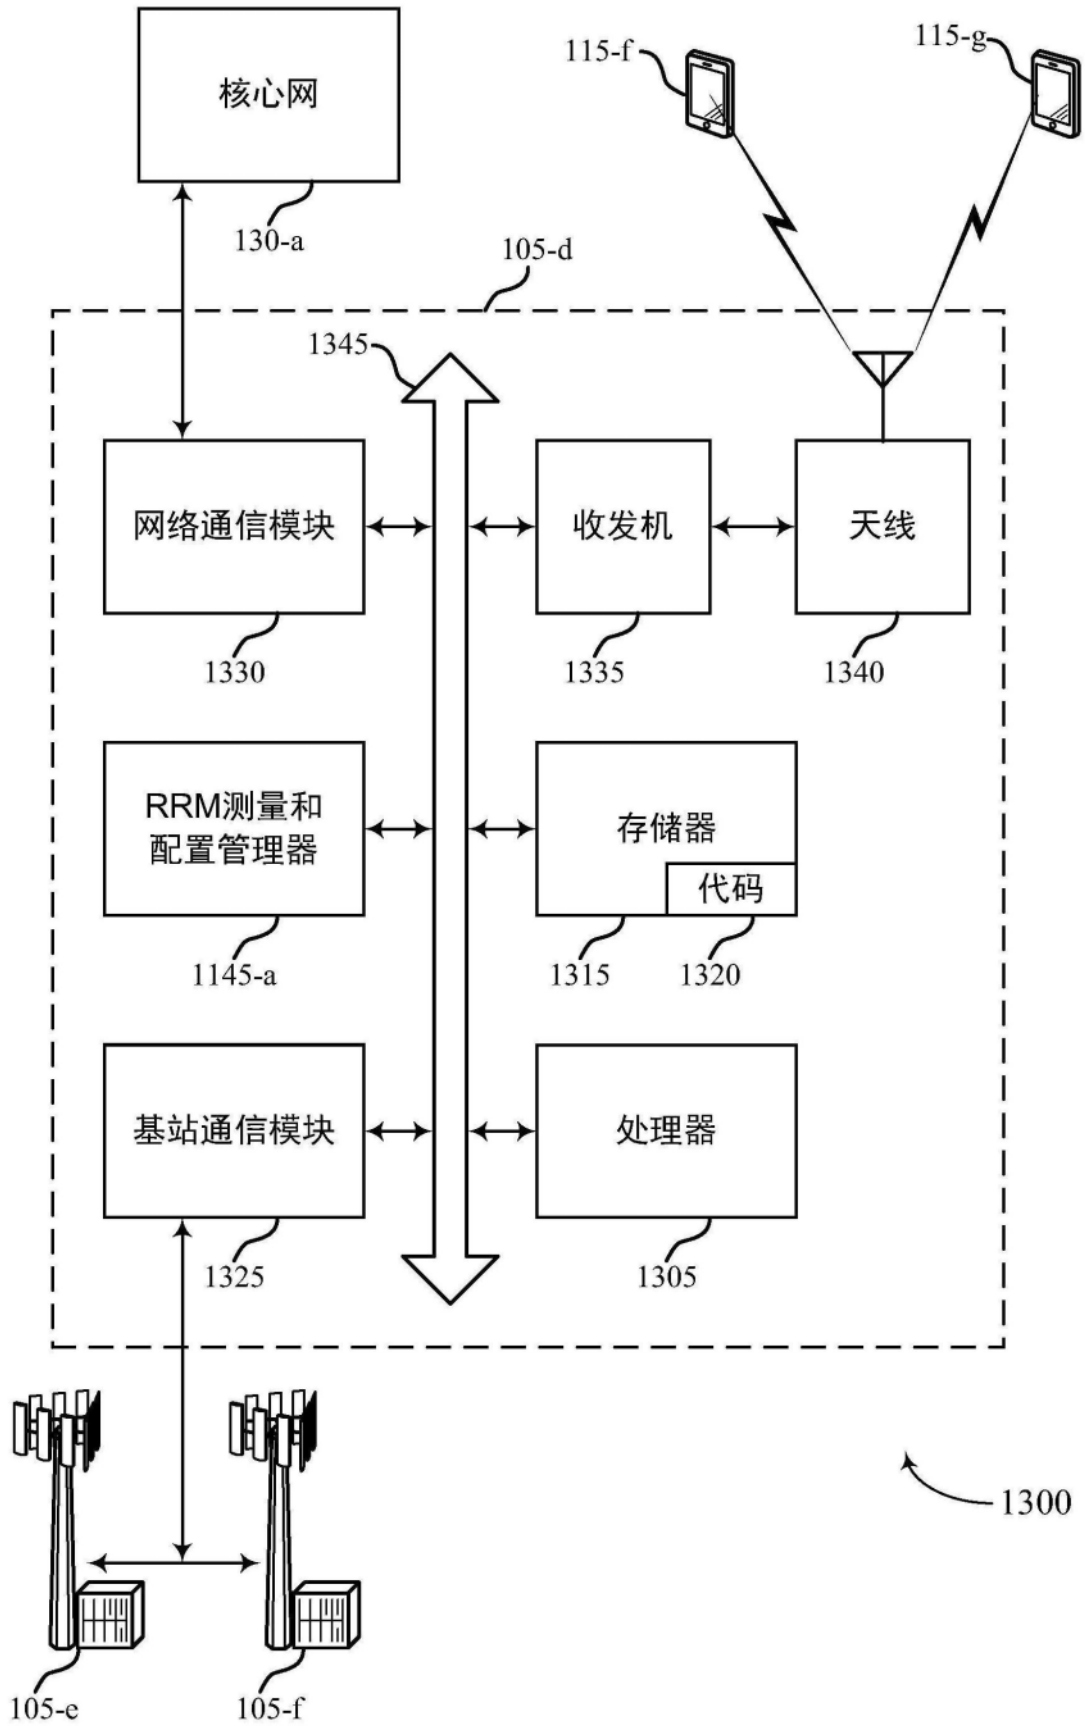 核心网
130-a
115-f
115-g
105-d
1345
网络通信模块
1330
收发机
1335
天线
1340
RRM测量和
配置管理器
1145-a
存储器
代码
1315
1320
基站通信模块
1325
处理器
1305
1300
105-e
105-f